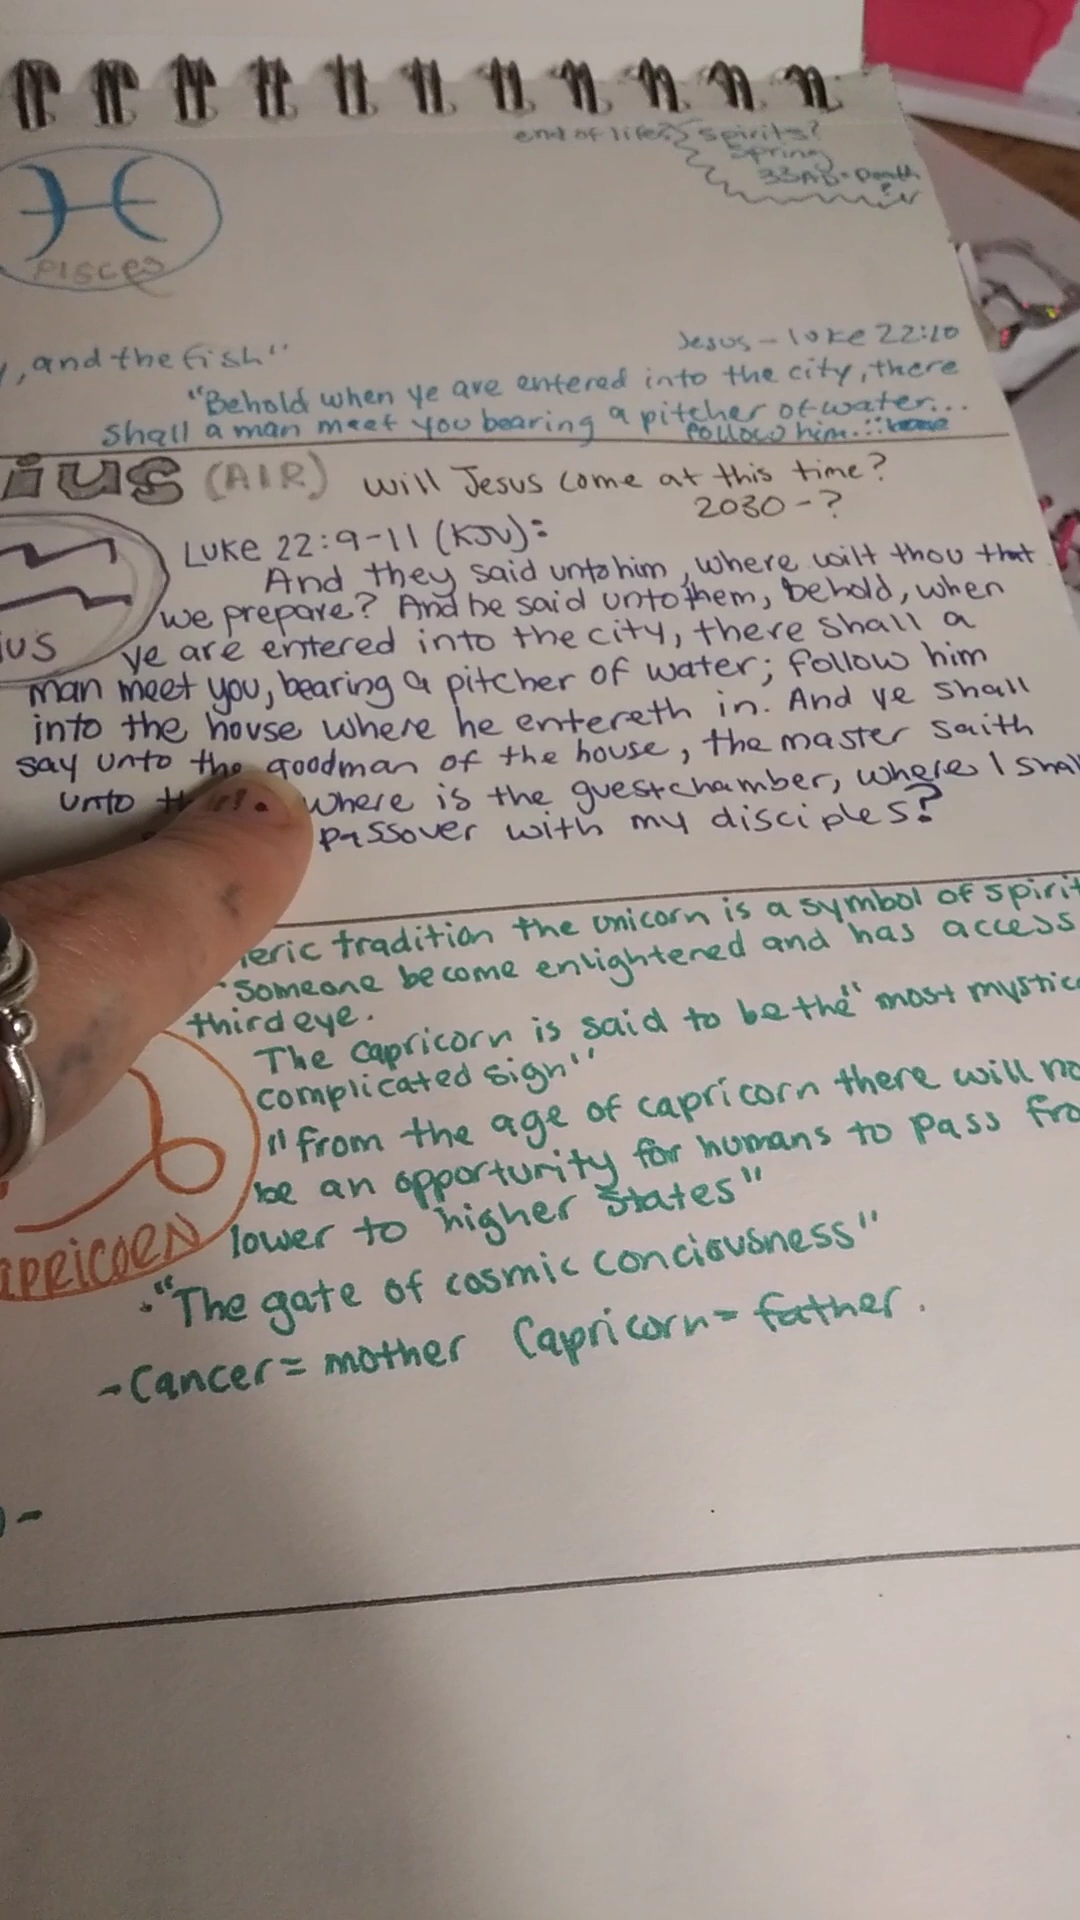 end of life? spirits?
Spring
33AD = Death
?
PISCES
, and the fish"
Jesus - Luke 22:10
"Behold when ye are entered into the city, there
shall a man meet you bearing a pitcher of water...
follow him...
ius (AIR) will Jesus come at this time?
2030 - ?
Luke 22:9-11 (KJV):
And they said unto him, where wilt thou that
we prepare? And he said unto them, behold, when
ye are entered into the city, there shall a
ius
man meet you, bearing a pitcher of water; follow him
into the house where he entereth in. And ye shall
say unto the goodman of the house, the master saith
unto where is the guestchamber, where I shal
passover with my disciples?
teric tradition the unicorn is a symbol of spirit
someone become enlightened and has access
third eye.
The Capricorn is said to be the "most mystica
complicated sign"
"from the age of capricorn there will no
be an opportunity for humans to pass fro
lower to higher States"
APRICORN
"The gate of cosmic conciousness"
- Cancer = mother Capricorn = father.